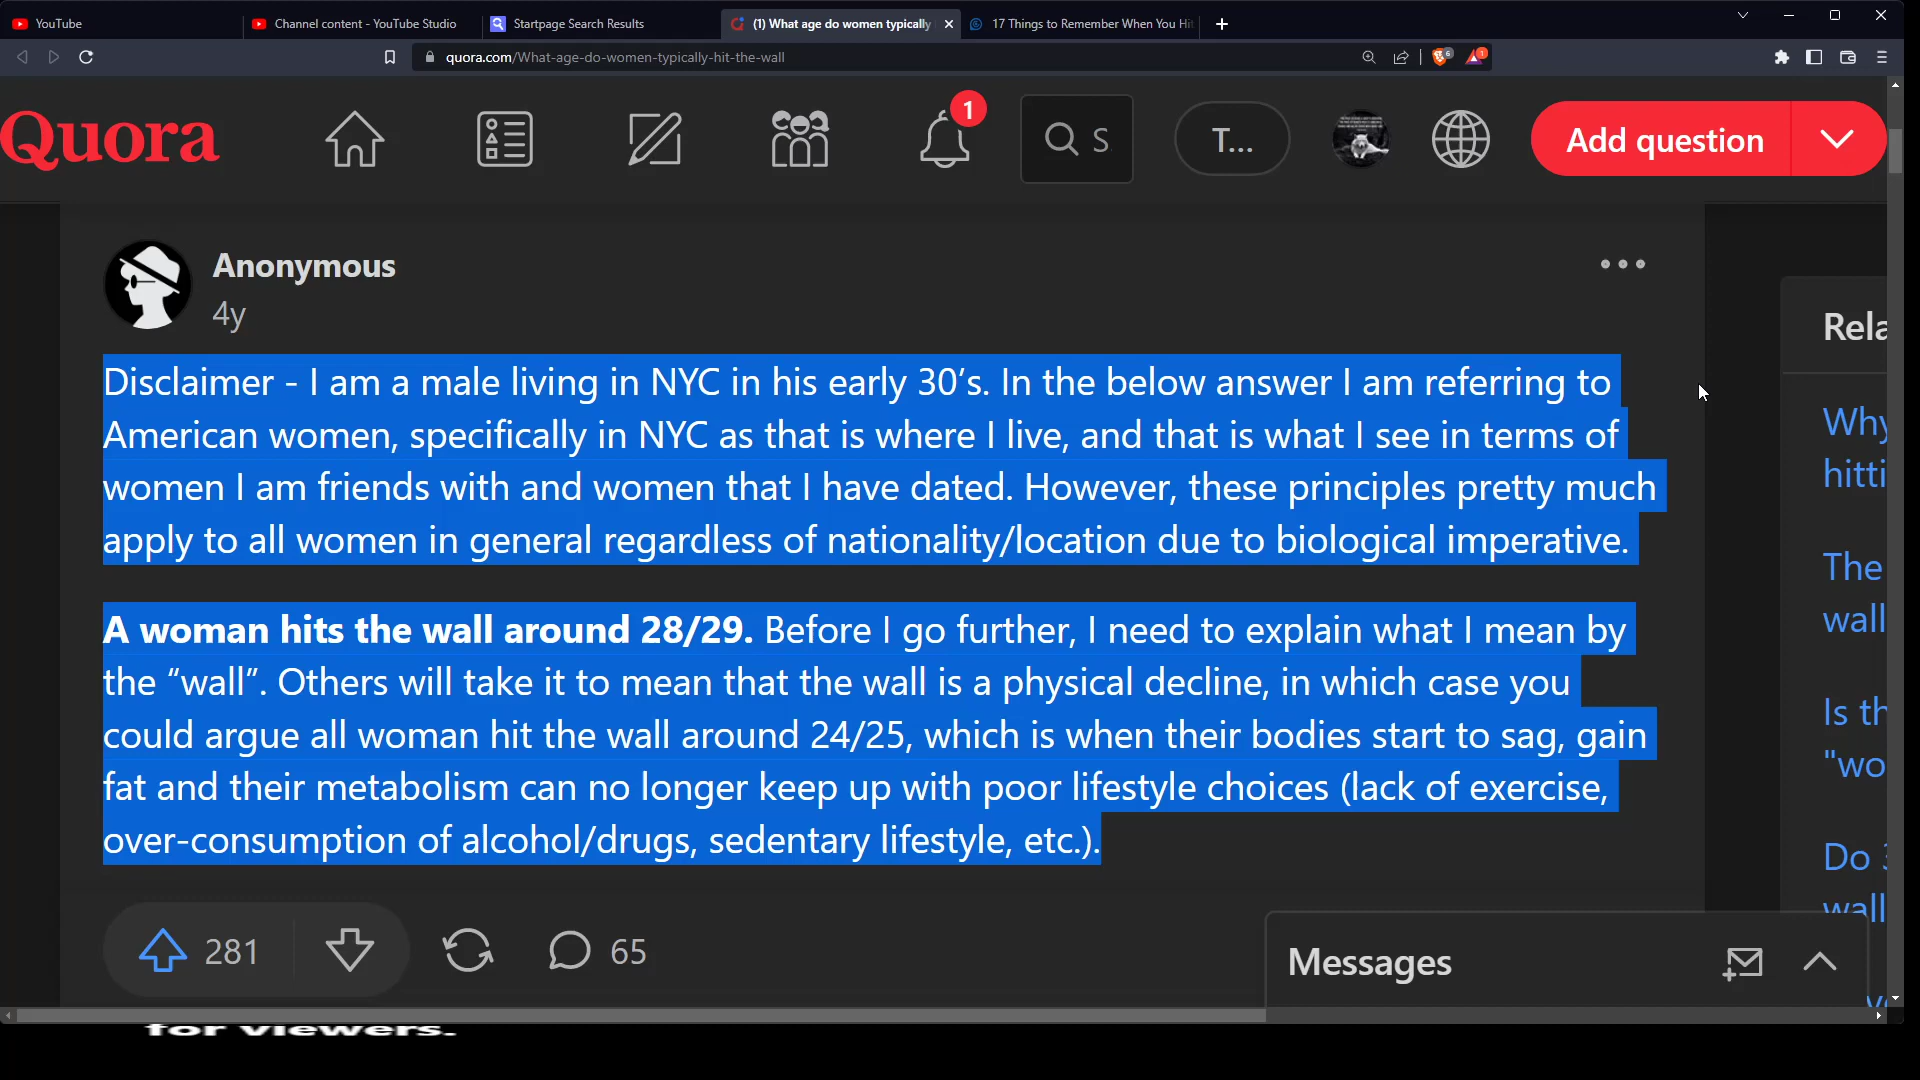 YouTube
Channel content - YouTube Studio
Startpage Search Results
(1) What age do women typically
17 Things to Remember When You Hit
quora.com/What-age-do-women-typically-hit-the-wall
6
1
Quora
1
S
T...
Add question
Anonymous
4y
Disclaimer - I am a male living in NYC in his early 30’s. In the below answer I am referring to
American women, specifically in NYC as that is where I live, and that is what I see in terms of
women I am friends with and women that I have dated. However, these principles pretty much
apply to all women in general regardless of nationality/location due to biological imperative.
A woman hits the wall around 28/29. Before I go further, I need to explain what I mean by
the “wall”. Others will take it to mean that the wall is a physical decline, in which case you
could argue all woman hit the wall around 24/25, which is when their bodies start to sag, gain
fat and their metabolism can no longer keep up with poor lifestyle choices (lack of exercise,
over-consumption of alcohol/drugs, sedentary lifestyle, etc.).
281
65
Rela
Why
hitti
The
wall
Is th
"wo
Do
wall
Messages
for viewers.